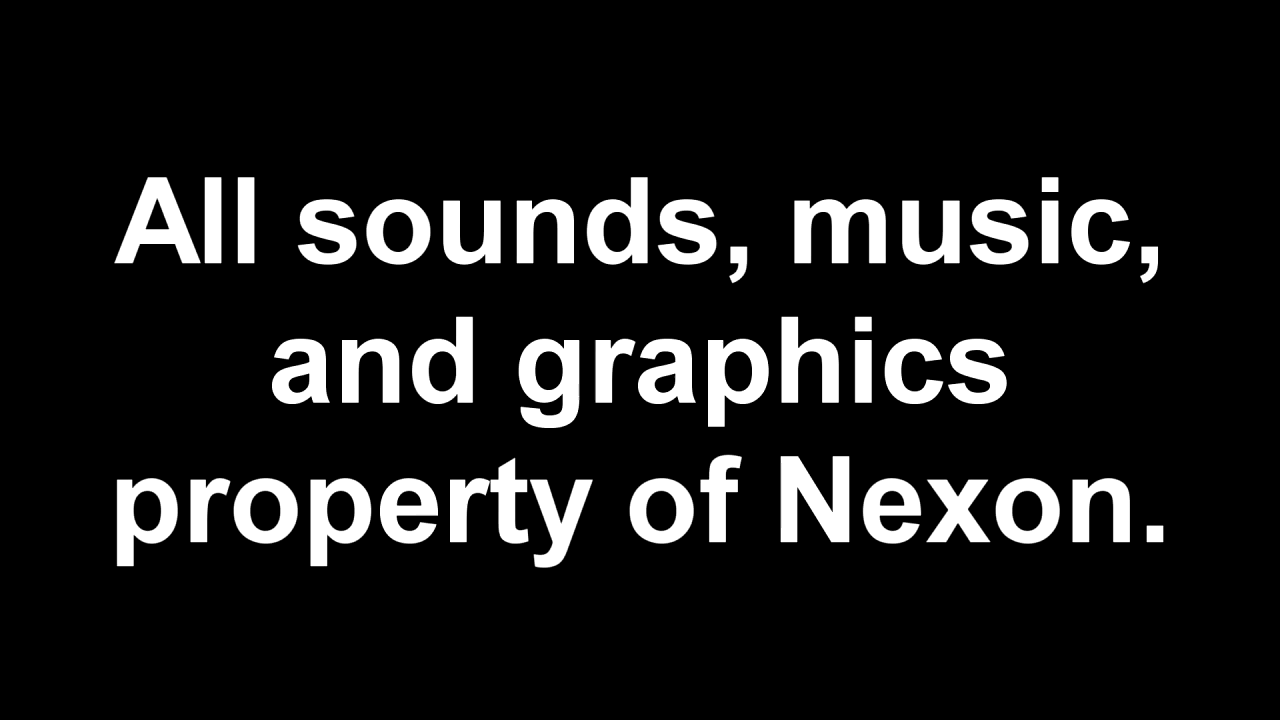 All sounds, music,
and graphics
property of Nexon.